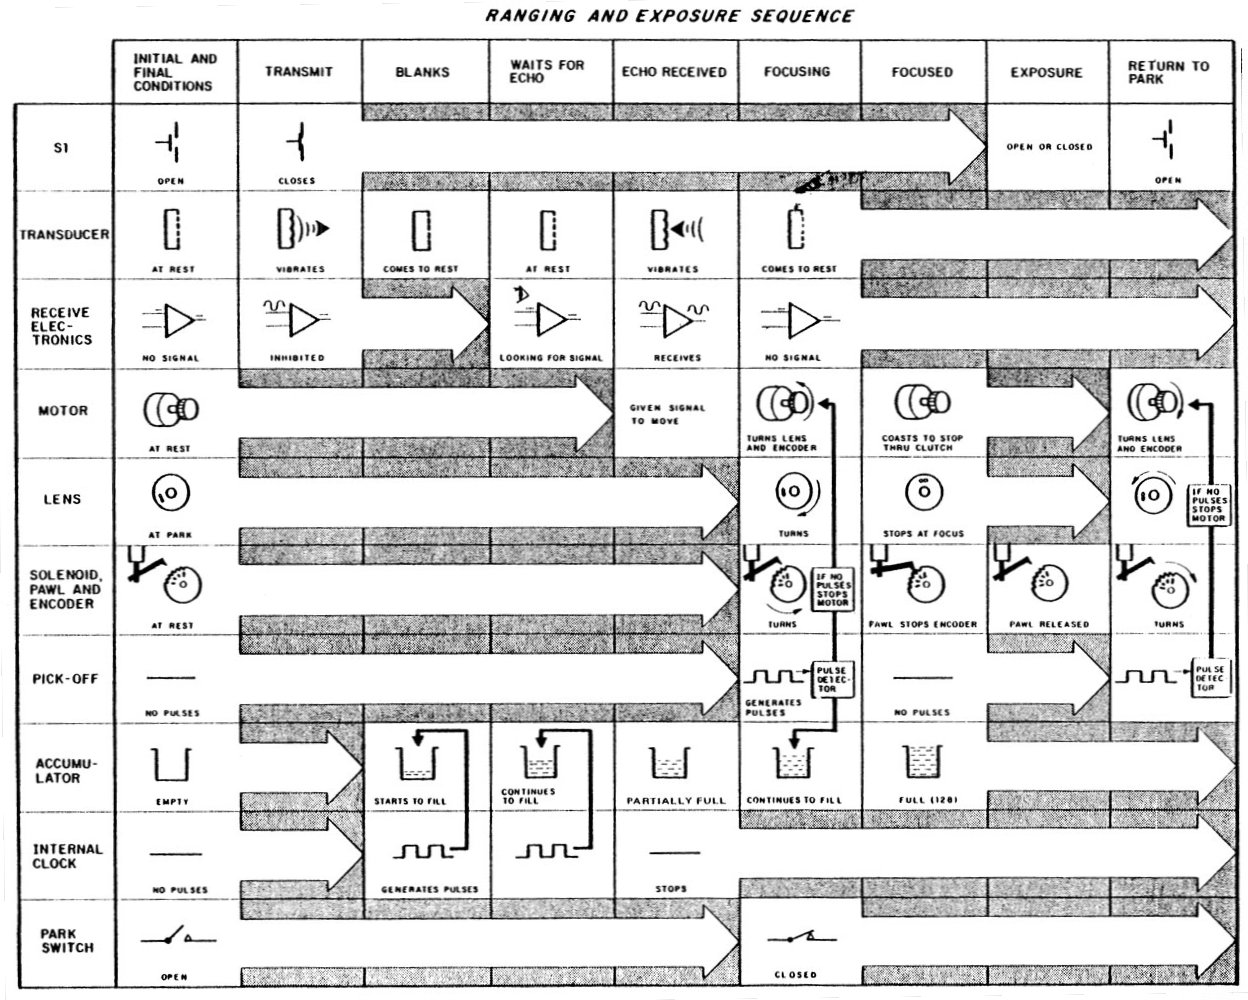 RANGING AND EXPOSURE SEQUENCE
INITIAL AND
FINAL
CONDITIONS
TRANSMIT
BLANKS
WAITS FOR
ECHO
ECHO RECEIVED
FOCUSING
FOCUSED
EXPOSURE
RETURN TO
PARK
S1
OPEN
CLOSES
OPEN OR CLOSED
OPEN
TRANSDUCER
AT REST
VIBRATES
COMES TO REST
AT REST
VIBRATES
COMES TO REST
RECEIVE
ELEC-
TRONICS
NO SIGNAL
INHIBITED
LOOKING FOR SIGNAL
RECEIVES
NO SIGNAL
MOTOR
AT REST
GIVEN SIGNAL
TO MOVE
TURNS LENS
AND ENCODER
COASTS TO STOP
THRU CLUTCH
TURNS LENS
AND ENCODER
LENS
AT PARK
TURNS
STOPS AT FOCUS
IF NO
PULSES
STOPS
MOTOR
SOLENOID,
PAWL AND
ENCODER
AT REST
TURNS
IF NO
PULSES
STOPS
MOTOR
PAWL STOPS ENCODER
PAWL RELEASED
TURNS
PICK-OFF
NO PULSES
GENERATES
PULSES
PULSE
DETEC-
TOR
NO PULSES
PULSE
DETEC
TOR
ACCUMU-
LATOR
EMPTY
STARTS TO FILL
CONTINUES
TO FILL
PARTIALLY FULL
CONTINUES TO FILL
FULL (128)
INTERNAL
CLOCK
NO PULSES
GENERATES PULSES
STOPS
PARK
SWITCH
OPEN
CLOSED